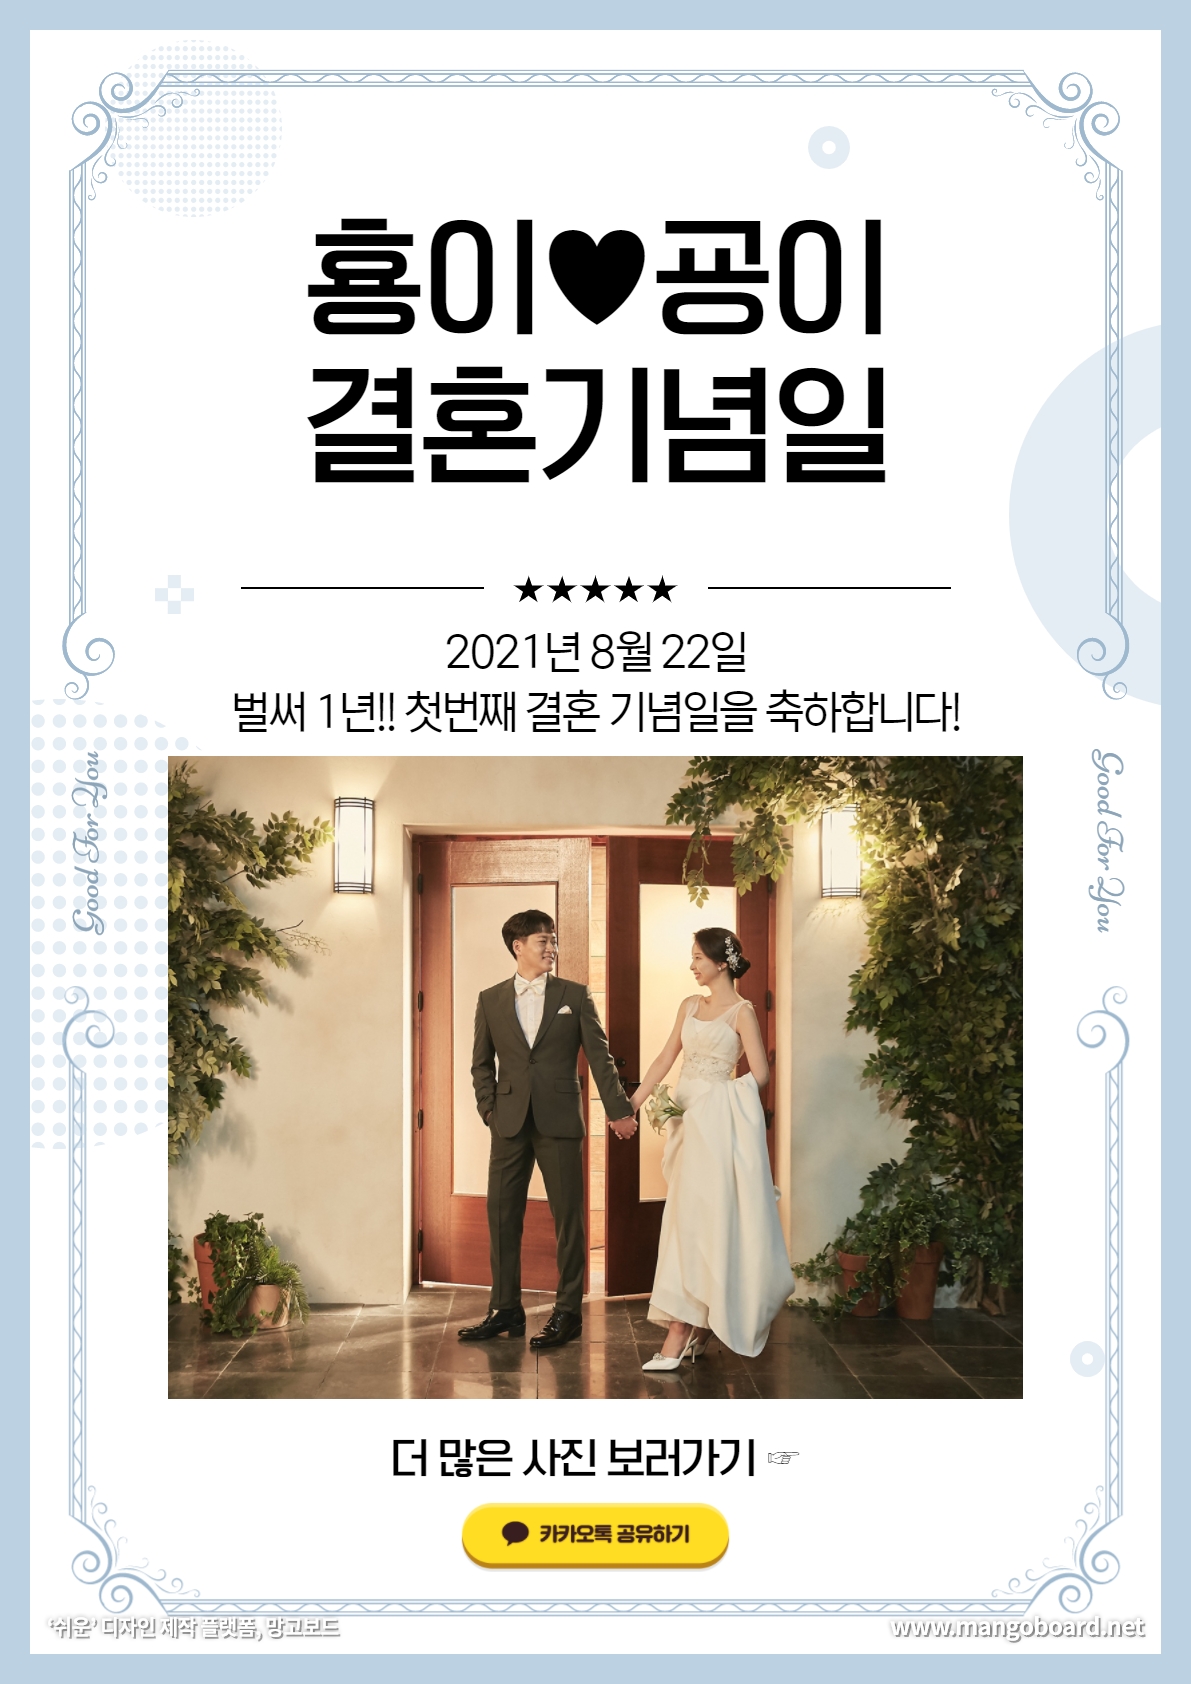 횽이♥굥이
결혼기념일
★★★★★
2021년 8월 22일
벌써 1년!! 첫번째 결혼 기념일을 축하합니다!
Good For You
Good For You
더 많은 사진 보러가기 ☞
카카오톡 공유하기
'쉬운' 디자인 제작 플랫폼, 망고보드
www.mangoboard.net